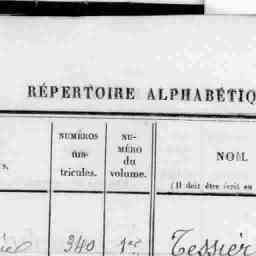 RÉPERTOIRE ALPHABÉTIQ
NUMÉROS
ma-
tricules.
NU-
MÉRO
du
volume.
NOM
(Il doit être écrit en
s.
340 1er Tessier